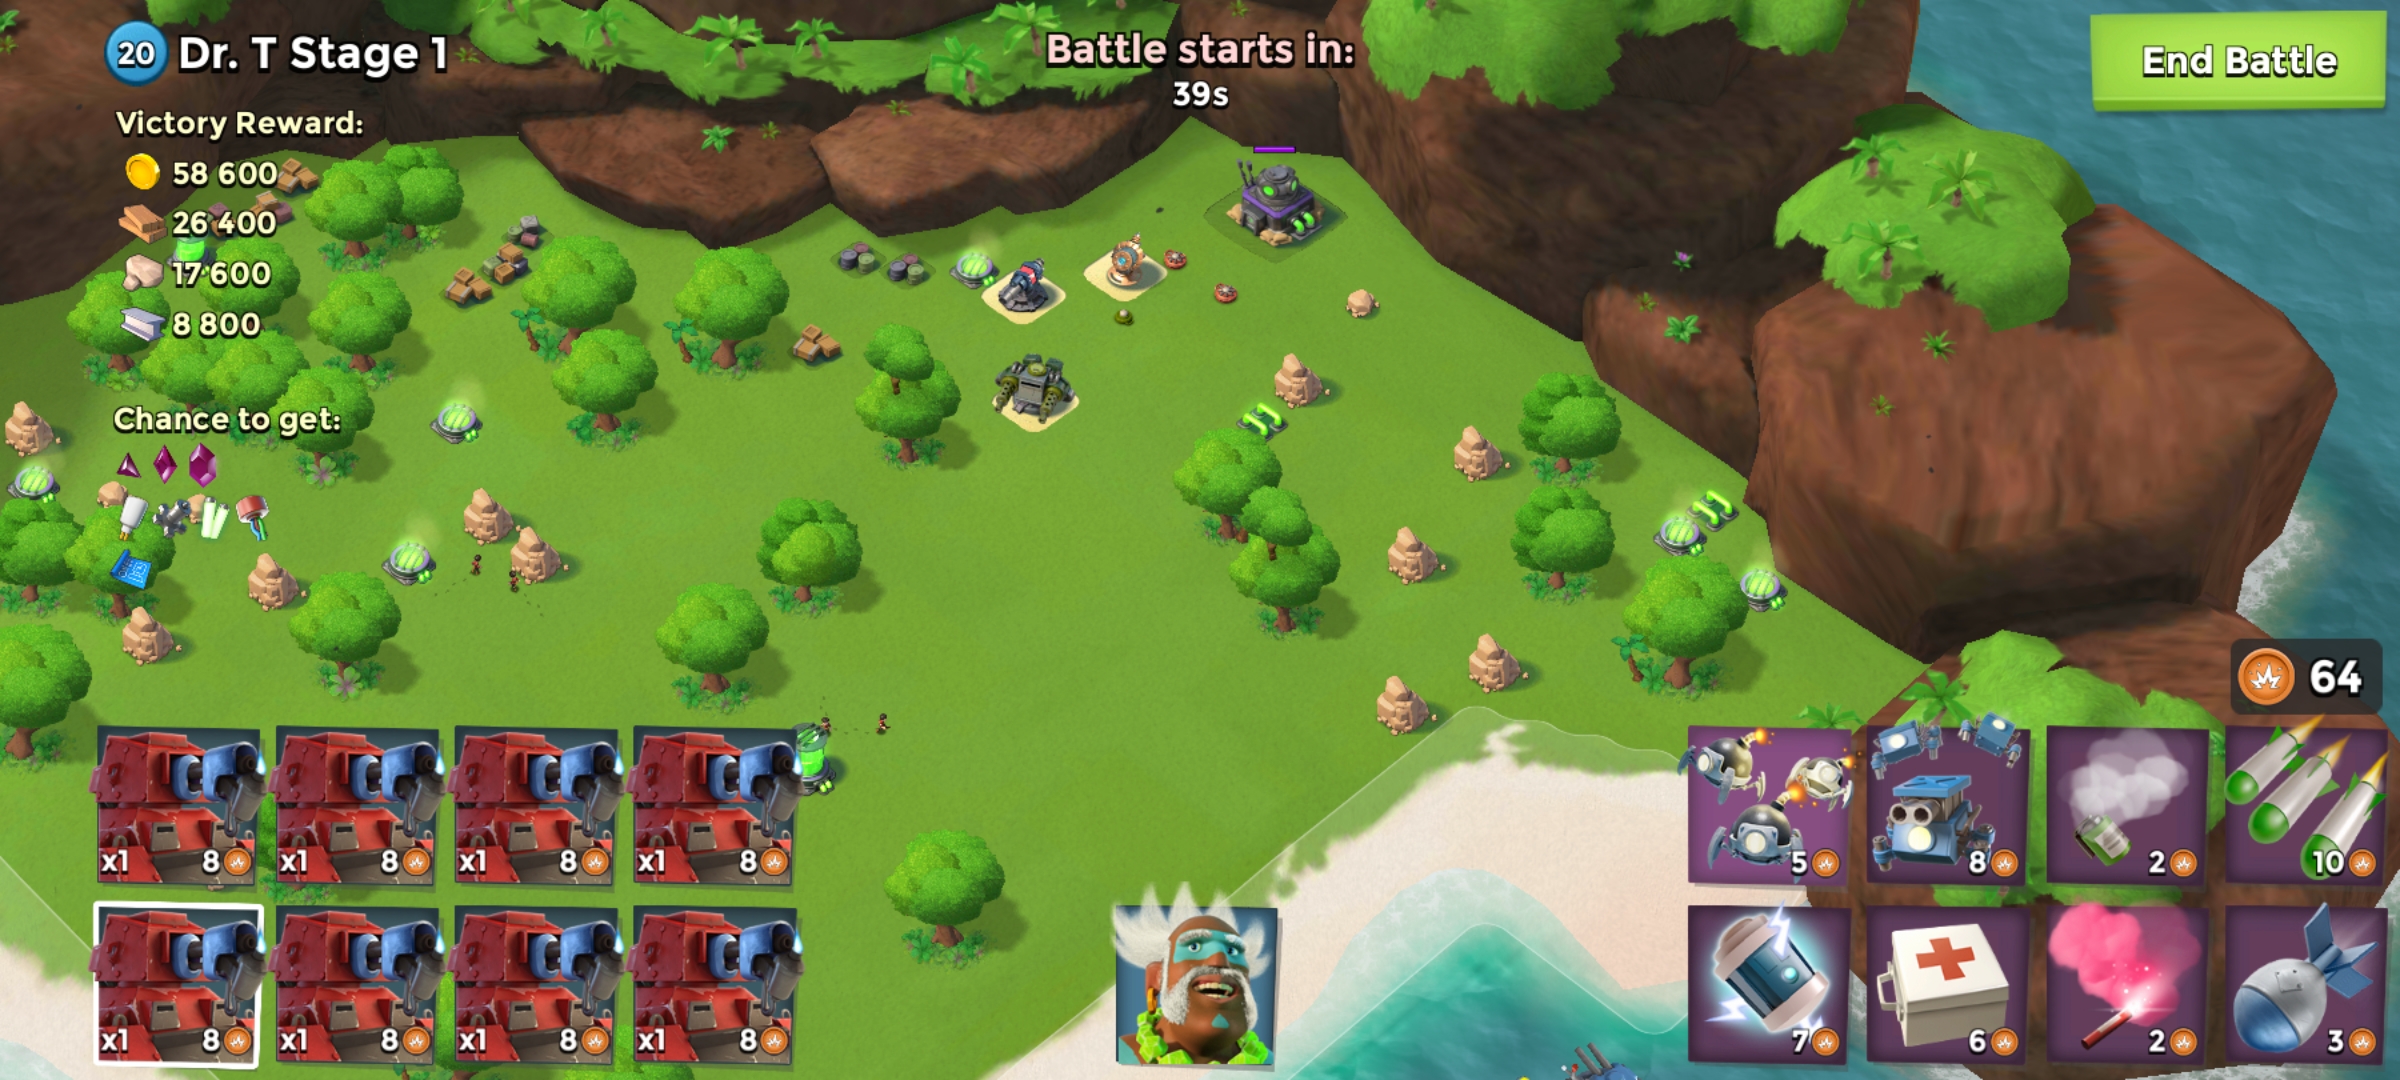 20 Dr. T Stage 1
Battle starts in:
39s
End Battle
Victory Reward:
58 600
26 400
17 600
8 800
Chance to get:
64
x1 8
x1 8
x1 8
x1 8
5
8
2
10
x1 8
x1 8
x1 8
x1 8
7
6
2
3